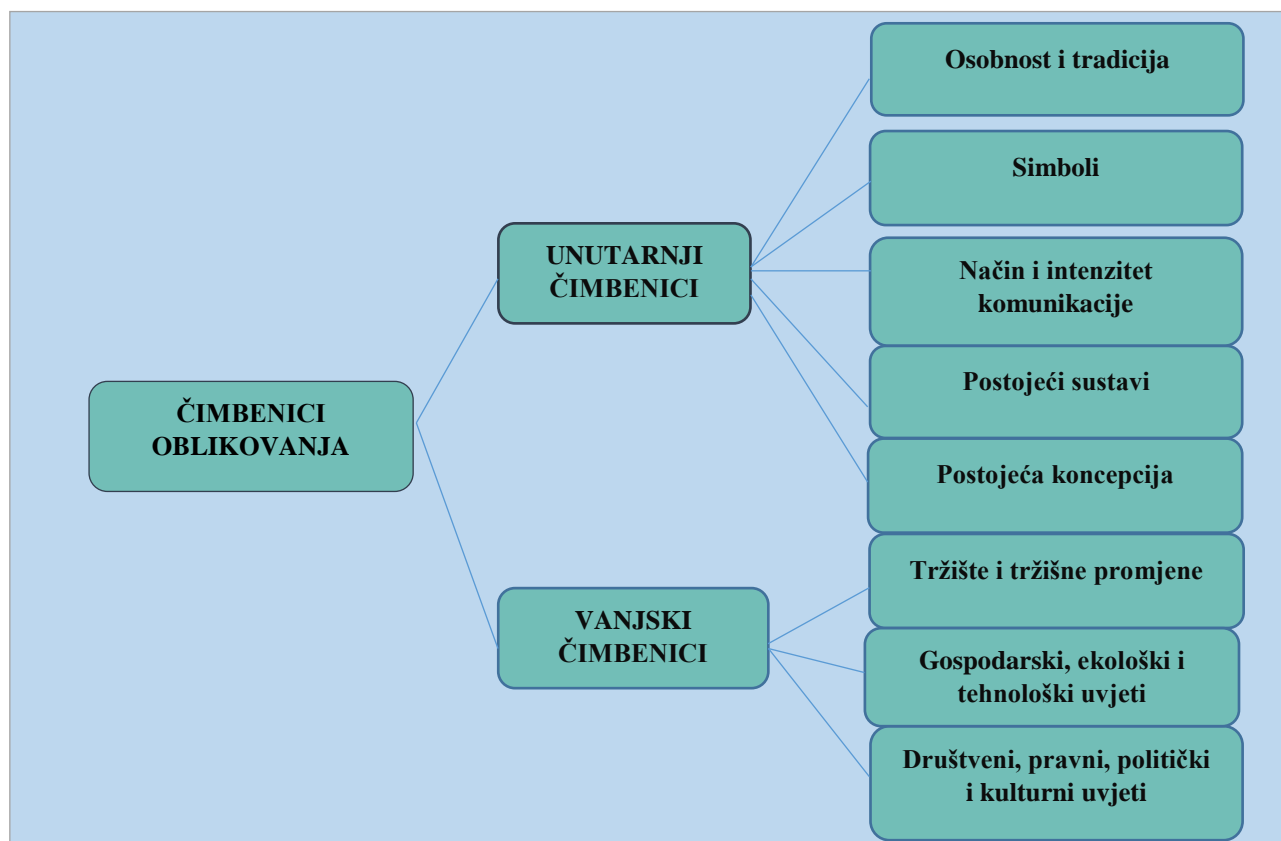 Osobnost i tradicija
Simboli
UNUTARNJI
ČIMBENICI
Način i intenzitet
komunikacije
Postojeći sustavi
ČIMBENICI
OBLIKOVANJA
Postojeća koncepcija
Tržište i tržišne promjene
VANJSKI
ČIMBENICI
Gospodarski, ekološki i
tehnološki uvjeti
Društveni, pravni, politički
i kulturni uvjeti